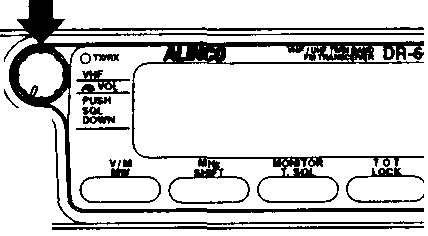 TX/RX
ALINCO
VHF / UHF TWIN BAND
FM TRANSCEIVER
DR-6
VHF
VOL
PUSH
SQL
DOWN
V/M
MW
MHz
SHIFT
MONITOR
T. SQL
TOT
LOCK